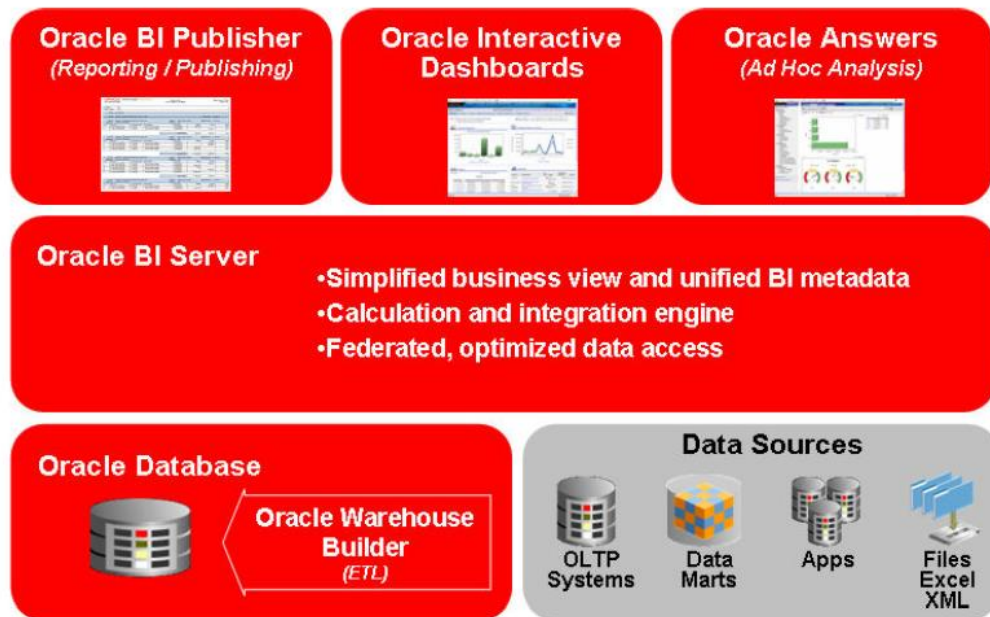 Oracle BI Publisher
(Reporting / Publishing)
Oracle Interactive
Dashboards
Oracle Answers
(Ad Hoc Analysis)
Oracle BI Server
•Simplified business view and unified BI metadata
•Calculation and integration engine
•Federated, optimized data access
Oracle Database
Oracle Warehouse
Builder
(ETL)
Data Sources
OLTP
Systems
Data
Marts
Apps
Files
Excel
XML